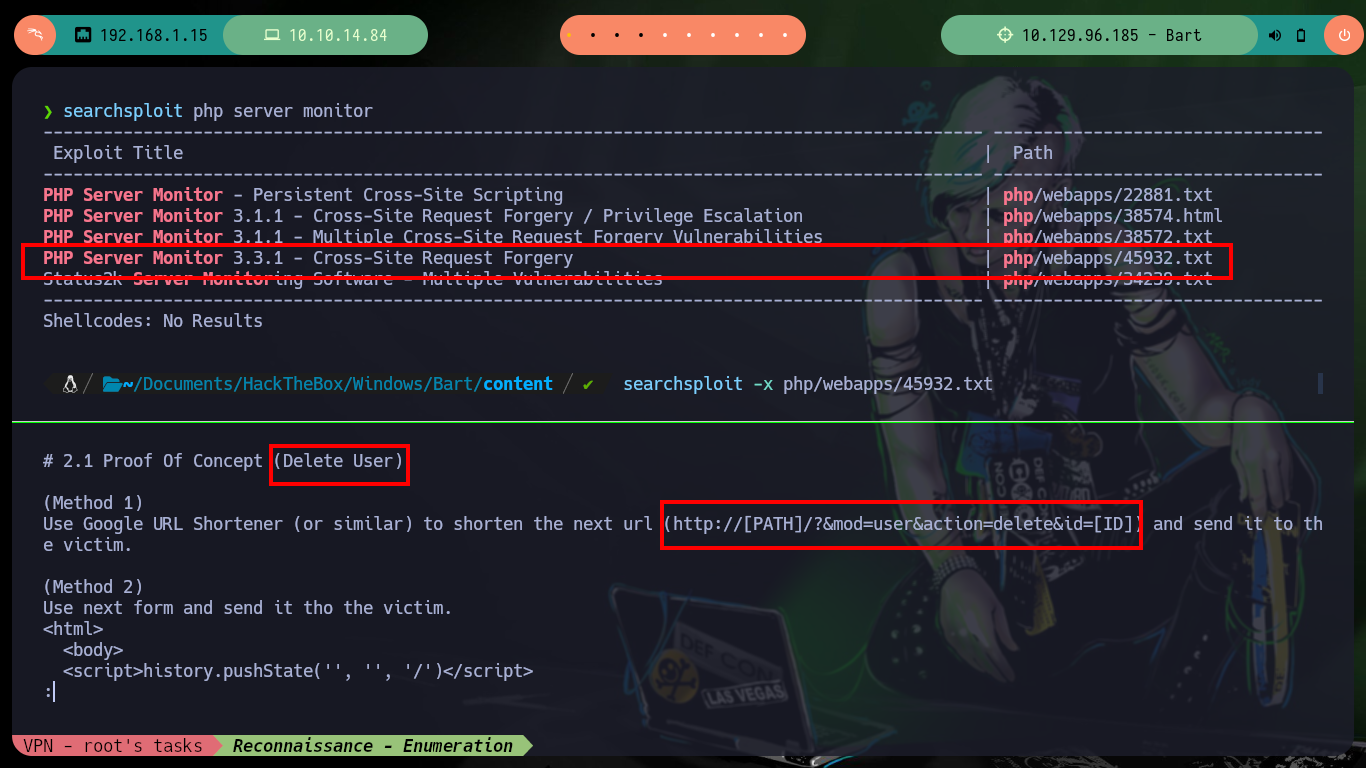 192.168.1.15 10.10.14.84 10.129.96.185 - Bart
❯ searchsploit php server monitor
Exploit Title | Path
PHP Server Monitor - Persistent Cross-Site Scripting | php/webapps/22881.txt
PHP Server Monitor 3.1.1 - Cross-Site Request Forgery / Privilege Escalation | php/webapps/38574.html
PHP Server Monitor 3.1.1 - Multiple Cross-Site Request Forgery Vulnerabilities | php/webapps/38572.txt
PHP Server Monitor 3.3.1 - Cross-Site Request Forgery | php/webapps/45932.txt
Status2k Server Monitoring Software - Multiple Vulnerabilities | php/webapps/34239.txt
Shellcodes: No Results
/ ~/Documents/HackTheBox/Windows/Bart/content / ✔ searchsploit -x php/webapps/45932.txt
# 2.1 Proof Of Concept (Delete User)
(Method 1)
Use Google URL Shortener (or similar) to shorten the next url (http://[PATH]/?&mod=user&action=delete&id=[ID]) and send it to th
e victim.
(Method 2)
Use next form and send it tho the victim.
<html>
<body>
<script>history.pushState('', '', '/')</script>
:
DEF CON
LAS VEGAS
VPN - root's tasks Reconnaissance - Enumeration